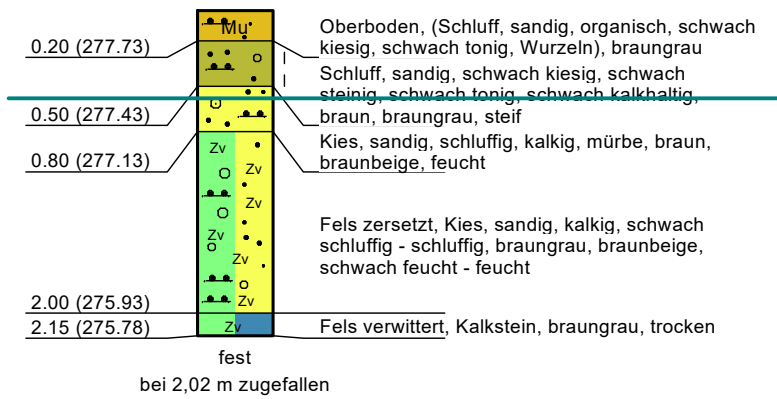 Mu
Oberboden, (Schluff, sandig, organisch, schwach
kiesig, schwach tonig, Wurzeln), braungrau
0.20 (277.73)
Schluff, sandig, schwach kiesig, schwach
steinig, schwach tonig, schwach kalkhaltig,
braun, braungrau, steif
0.50 (277.43)
Kies, sandig, schluffig, kalkig, mürbe, braun,
braunbeige, feucht
0.80 (277.13)
Zv
Zv
Zv
Zv
Zv
Zv
Fels zersetzt, Kies, sandig, kalkig, schwach
schluffig - schluffig, braungrau, braunbeige,
schwach feucht - feucht
2.00 (275.93)
2.15 (275.78)
Zv
Fels verwittert, Kalkstein, braungrau, trocken
fest
bei 2,02 m zugefallen